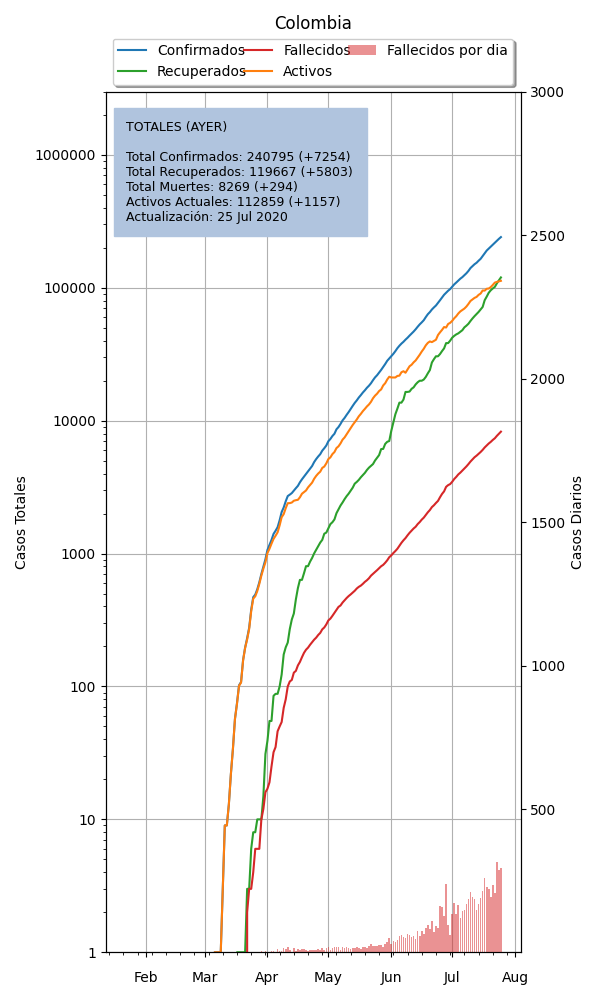 Colombia
Confirmados
Recuperados
Fallecidos
Activos
Fallecidos por dia
TOTALES (AYER)
Total Confirmados: 240795 (+7254)
Total Recuperados: 119667 (+5803)
Total Muertes: 8269 (+294)
Activos Actuales: 112859 (+1157)
Actualización: 25 Jul 2020
Casos Totales
1000000
100000
10000
1000
100
10
1
3000
2500
2000
1500
1000
500
Casos Diarios
Feb Mar Apr May Jun Jul Aug